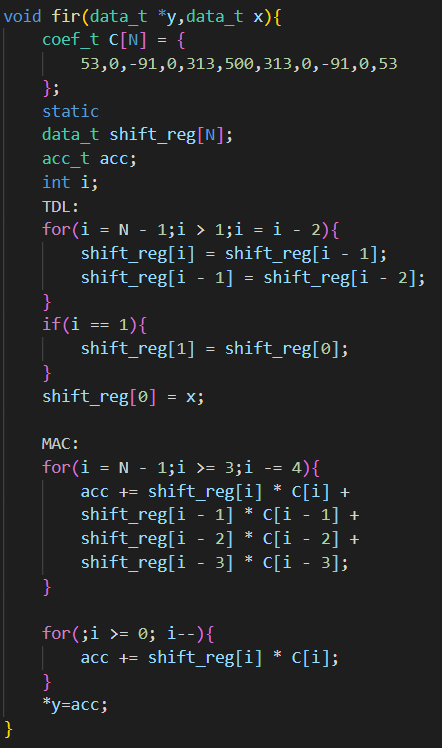 void fir(data_t *y,data_t x){
    coef_t C[N] = {
        53,0,-91,0,313,500,313,0,-91,0,53
    };
    static
    data_t shift_reg[N];
    acc_t acc;
    int i;
    TDL:
    for(i = N - 1;i > 1;i = i - 2){
        shift_reg[i] = shift_reg[i - 1];
        shift_reg[i - 1] = shift_reg[i - 2];
    }
    if(i == 1){
        shift_reg[1] = shift_reg[0];
    }
    shift_reg[0] = x;

    MAC:
    for(i = N - 1;i >= 3;i -= 4){
        acc += shift_reg[i] * C[i] +
        shift_reg[i - 1] * C[i - 1] +
        shift_reg[i - 2] * C[i - 2] +
        shift_reg[i - 3] * C[i - 3];
    }

    for(;i >= 0; i--){
        acc += shift_reg[i] * C[i];
    }
    *y=acc;
}